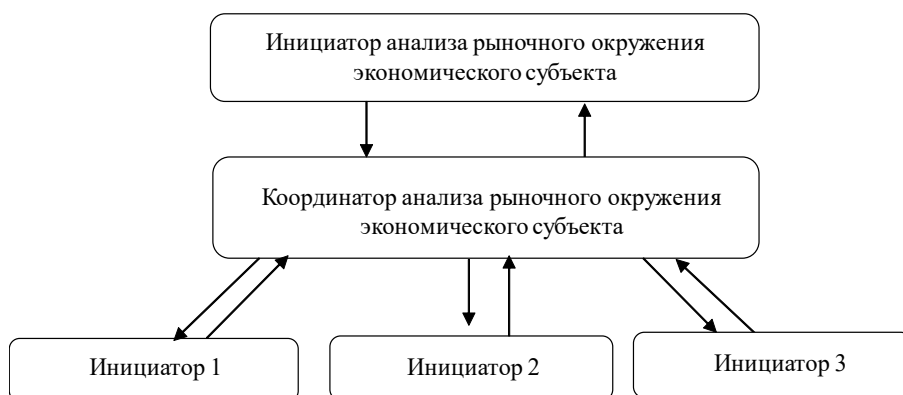 Инициатор анализа рыночного окружения
экономического субъекта
Координатор анализа рыночного окружения
экономического субъекта
Инициатор 1
Инициатор 2
Инициатор 3